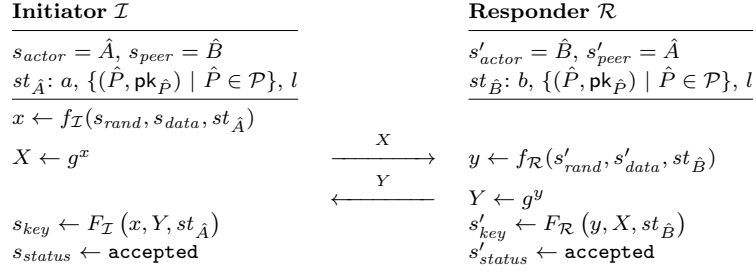 Initiator 𝓘 Responder 𝓡
s_actor = Â, s_peer = B̂ s'_actor = B̂, s'_peer = Â
st_Â: a, {(P̂, pk_P̂) | P̂ ∈ 𝒫}, l st_B̂: b, {(P̂, pk_P̂) | P̂ ∈ 𝒫}, l
x ← f_𝓘(s_rand, s_data, st_Â)
X ← g^x X y ← f_𝓡(s'_rand, s'_data, st_B̂)
Y Y ← g^y
s_key ← F_𝓘 (x, Y, st_Â) s'_key ← F_𝓡 (y, X, st_B̂)
s_status ← accepted s'_status ← accepted